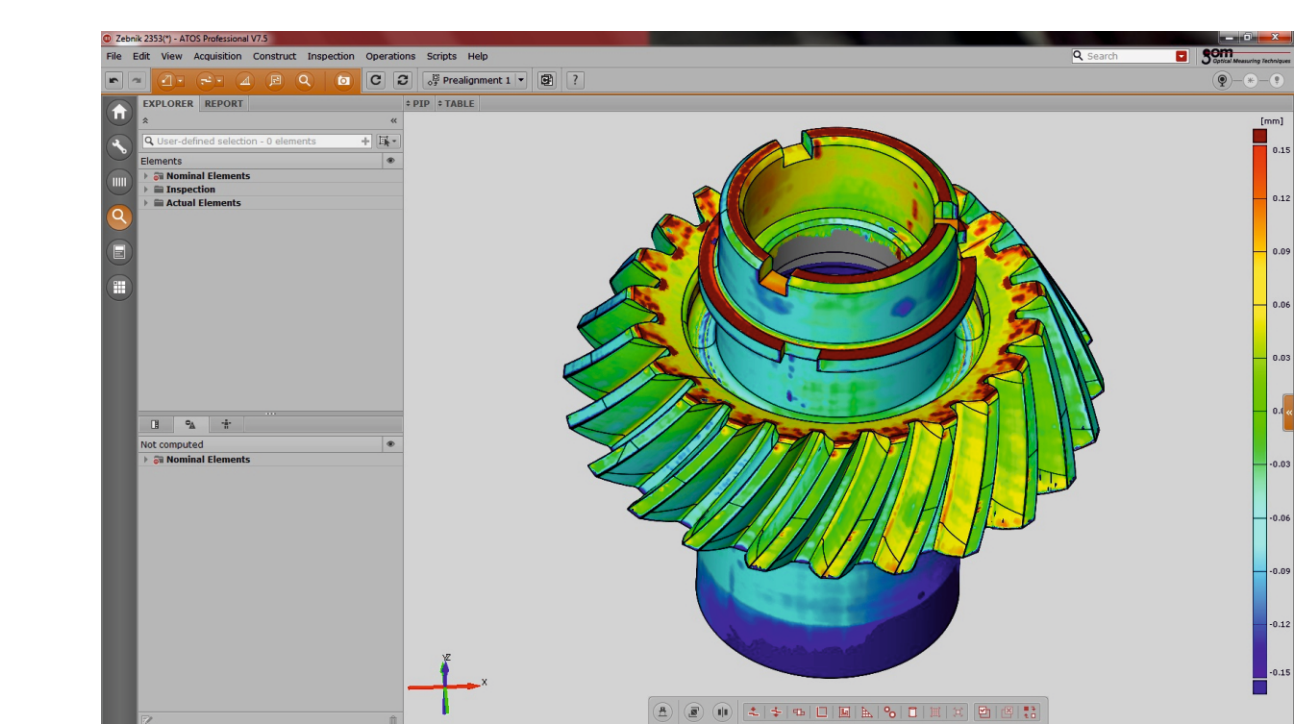 Zebnik 2353(*) - ATOS Professional V7.5
File Edit View Acquisition Construct Inspection Operations Scripts Help
Search
gom
Optical Measuring Techniques
Prealignment 1
?
EXPLORER REPORT
PIP TABLE
User-defined selection - 0 elements
Elements
Nominal Elements
Inspection
Actual Elements
Not computed
Nominal Elements
[mm]
0.15
0.12
0.09
0.06
0.03
-0.03
-0.06
-0.09
-0.12
-0.15
YZ
X